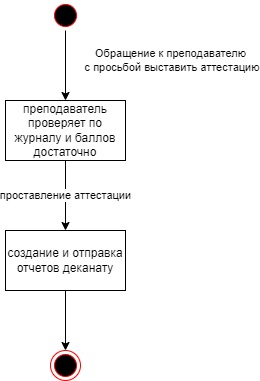 Обращение к преподавателю
с просьбой выставить аттестацию
преподаватель
проверяет по
журналу и баллов
достаточно
проставление аттестации
создание и отправка
отчетов деканату